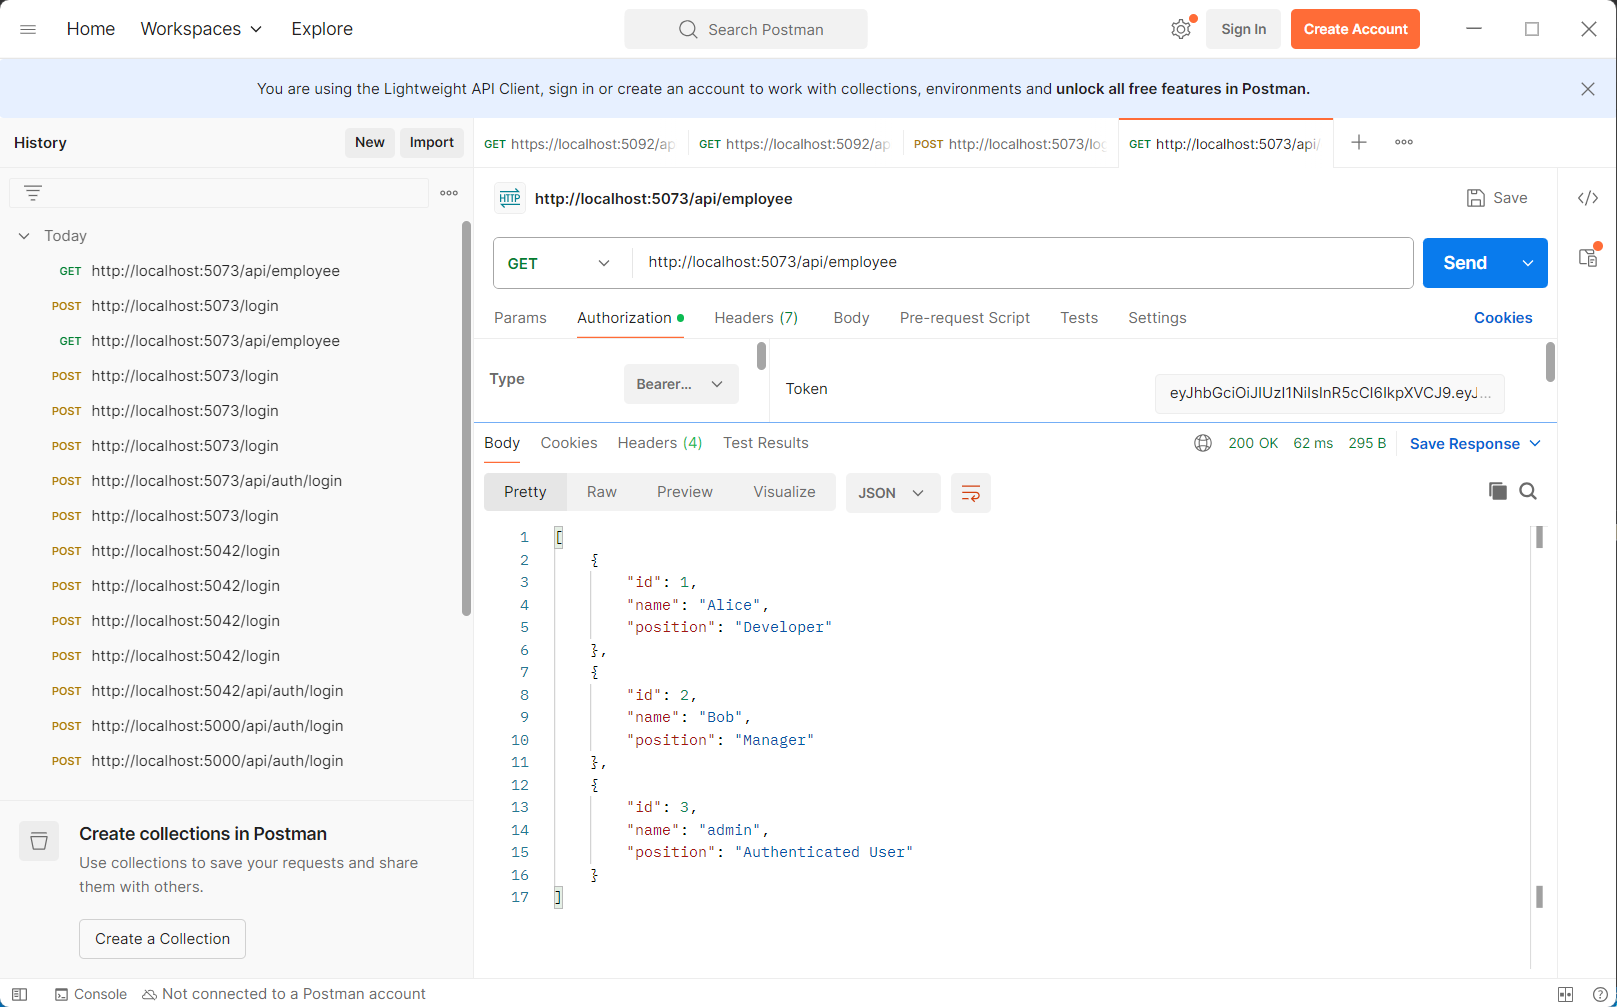 Home Workspaces Explore Search Postman Sign In Create Account
You are using the Lightweight API Client, sign in or create an account to work with collections, environments and unlock all free features in Postman.
History New Import
Today
GET http://localhost:5073/api/employee
POST http://localhost:5073/login
GET http://localhost:5073/api/employee
POST http://localhost:5073/login
POST http://localhost:5073/login
POST http://localhost:5073/login
POST http://localhost:5073/api/auth/login
POST http://localhost:5073/login
POST http://localhost:5042/login
POST http://localhost:5042/login
POST http://localhost:5042/login
POST http://localhost:5042/login
POST http://localhost:5042/api/auth/login
POST http://localhost:5000/api/auth/login
POST http://localhost:5000/api/auth/login
Create collections in Postman
Use collections to save your requests and share
them with others.
Create a Collection
GET https://localhost:5092/ap GET https://localhost:5092/ap POST http://localhost:5073/log GET http://localhost:5073/api/
HTTP http://localhost:5073/api/employee Save
GET http://localhost:5073/api/employee Send
Params Authorization Headers (7) Body Pre-request Script Tests Settings Cookies
Type Bearer... Token eyJhbGciOiJIUzI1NiIsInR5cCI6IkpXVCJ9.eyJ...
Body Cookies Headers (4) Test Results 200 OK 62 ms 295 B Save Response
Pretty Raw Preview Visualize JSON
1 [
2 {
3 "id": 1,
4 "name": "Alice",
5 "position": "Developer"
6 },
7 {
8 "id": 2,
9 "name": "Bob",
10 "position": "Manager"
11 },
12 {
13 "id": 3,
14 "name": "admin",
15 "position": "Authenticated User"
16 }
17 ]
Console Not connected to a Postman account